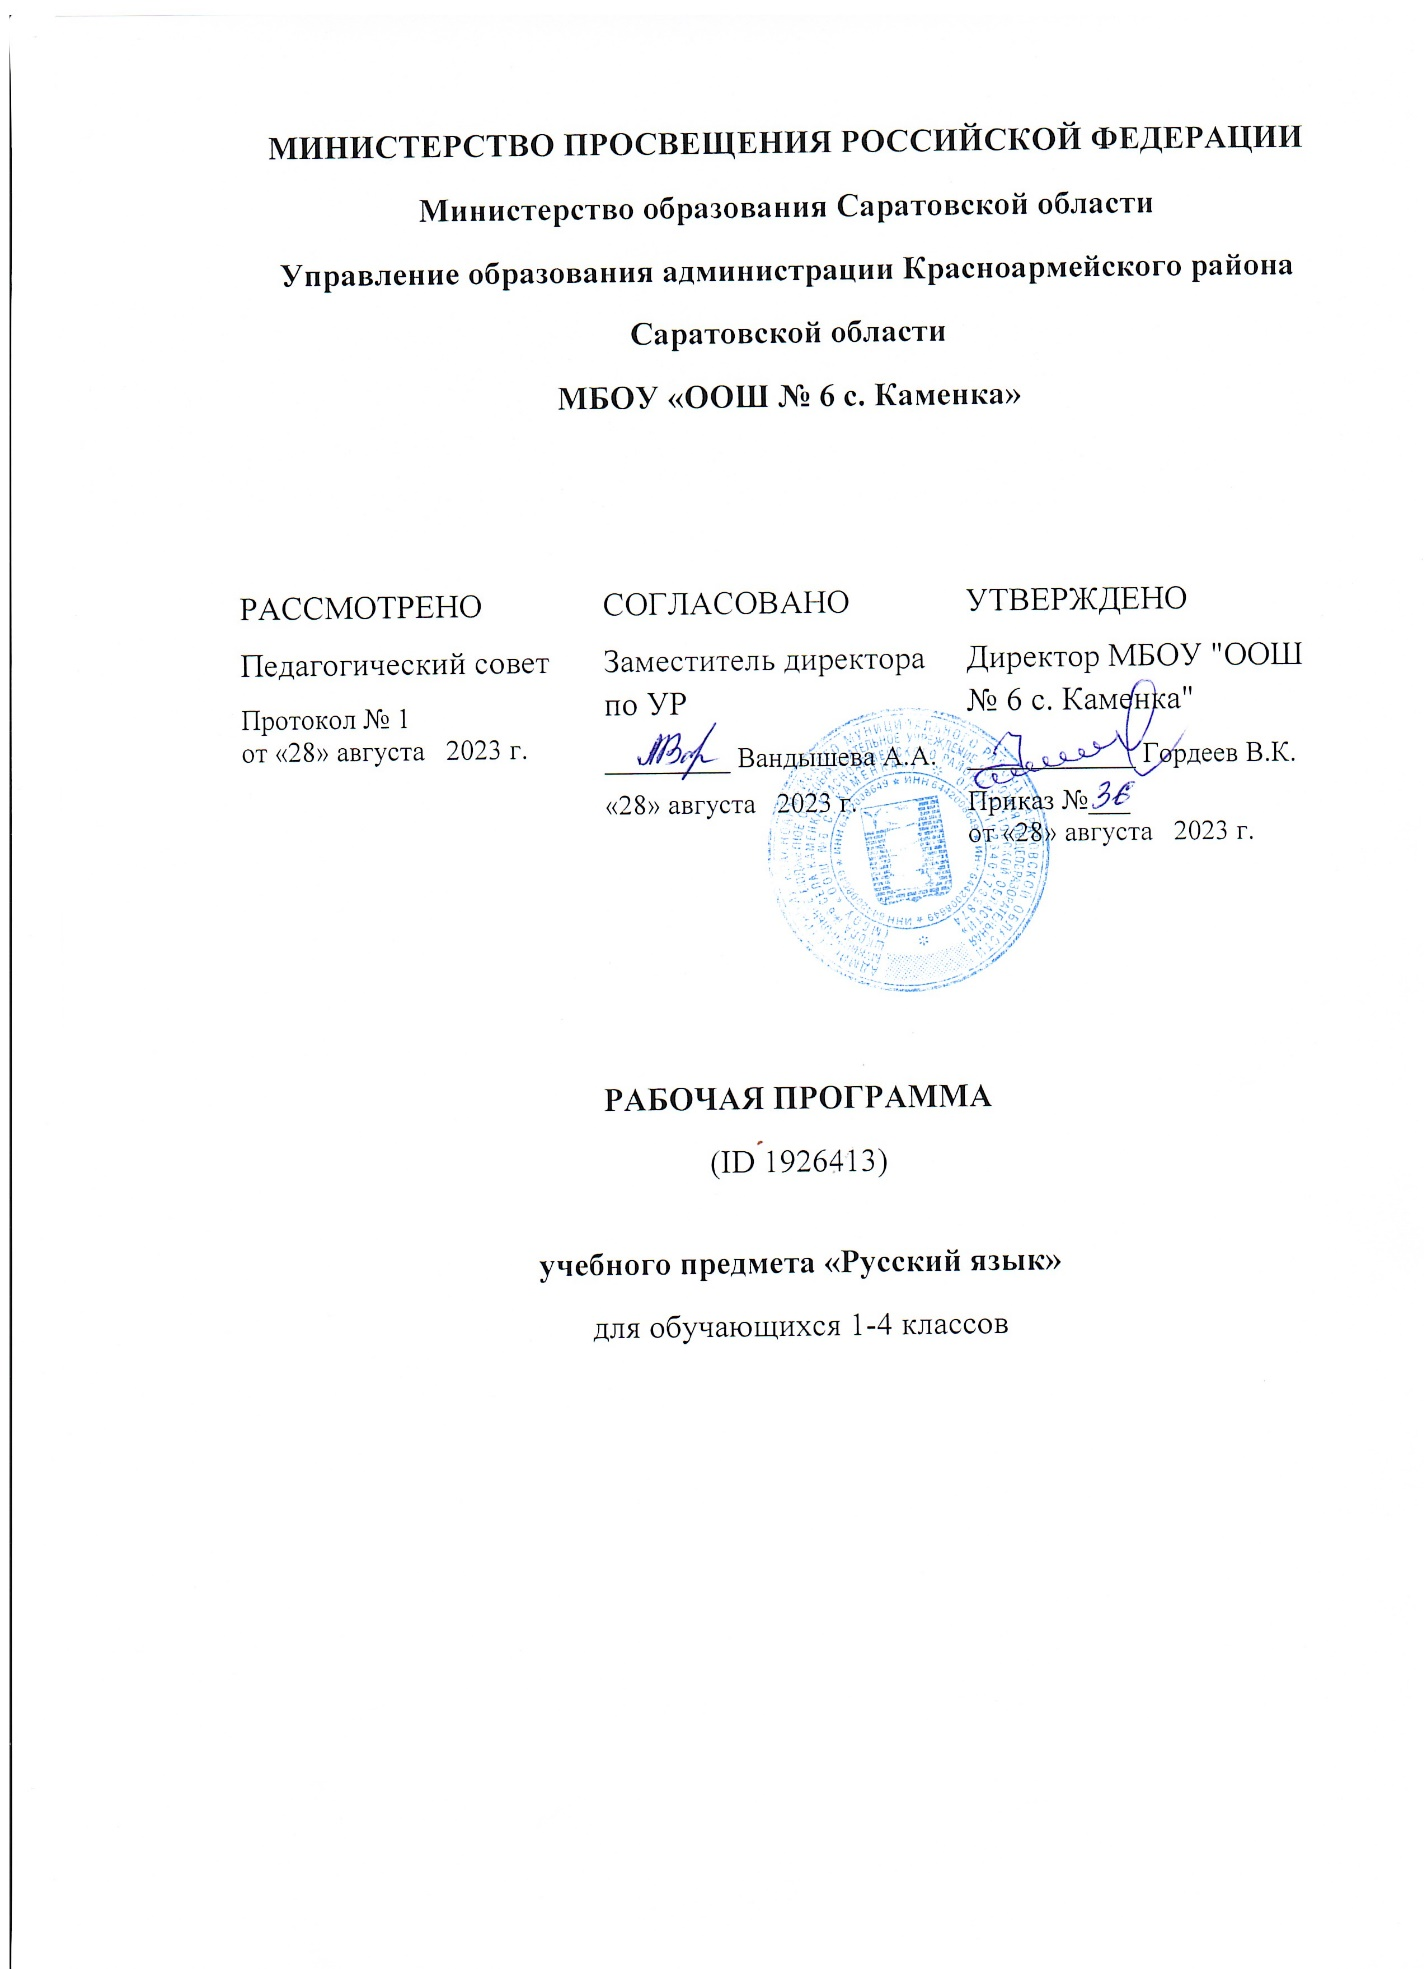 МИНИСТЕРСТВО ПРОСВЕЩЕНИЯ РОССИЙСКОЙ ФЕДЕРАЦИИ
Министерство образования Саратовской области
Управление образования администрации Красноармейского района
Саратовской области
МБОУ «ООШ № 6 с. Каменка»
РАССМОТРЕНО
Педагогический совет
Протокол № 1
от «28» августа 2023 г.
СОГЛАСОВАНО
Заместитель директора
по УР
Вандышева А.А.
«28» августа 2023 г.
УТВЕРЖДЕНО
Директор МБОУ "ООШ
№ 6 с. Каменка"
Гордеев В.К.
Приказ №
от «28» августа 2023 г.
РАБОЧАЯ ПРОГРАММА
(ID 1926413)
учебного предмета «Русский язык»
для обучающихся 1-4 классов